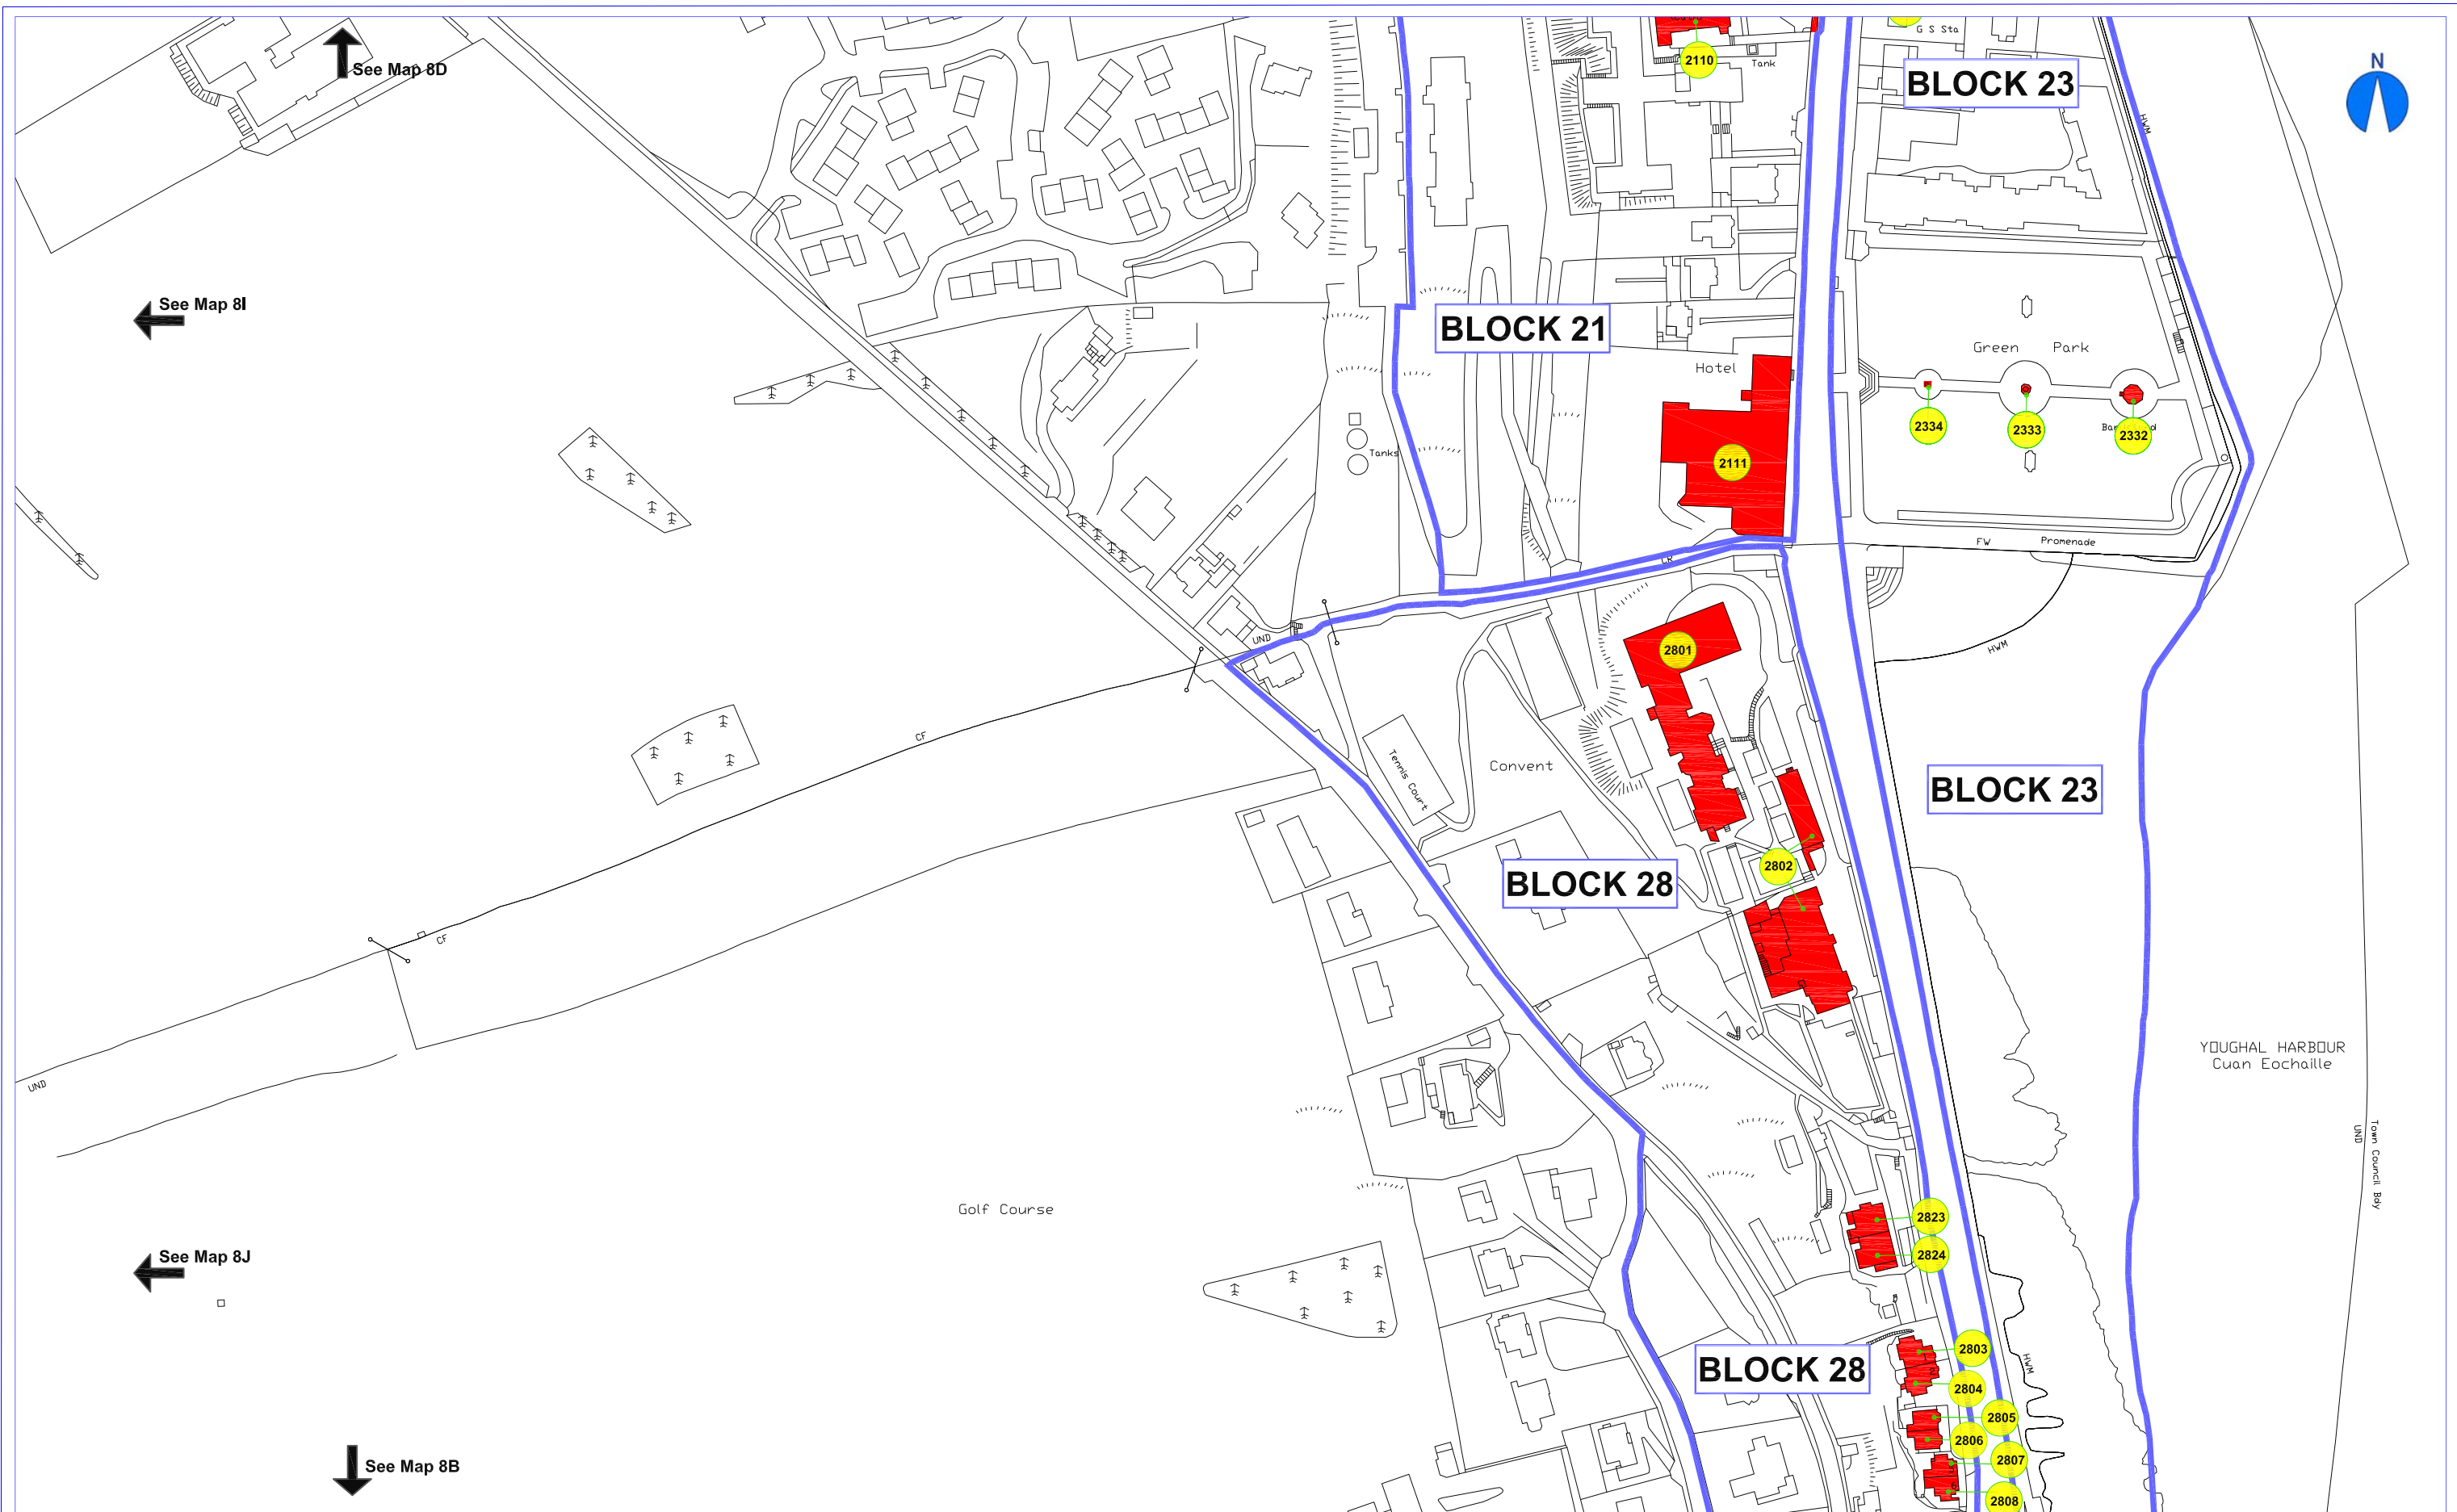 See Map 8D
2110
Tank
G S Sta
BLOCK 23
HWM
N
See Map 8I
BLOCK 21
Hotel
Green Park
2334
2333
2332
Tanks
2111
FW
Promenade
CR
UND
HWM
2801
CF
Tennis Court
Convent
BLOCK 23
2802
BLOCK 28
CF
UND
YOUGHAL HARBOUR
Cuan Eochaille
Town Council Bdy
UND
Golf Course
2823
2824
See Map 8J
2803
HWM
BLOCK 28
2804
2805
2806
2807
See Map 8B
2808